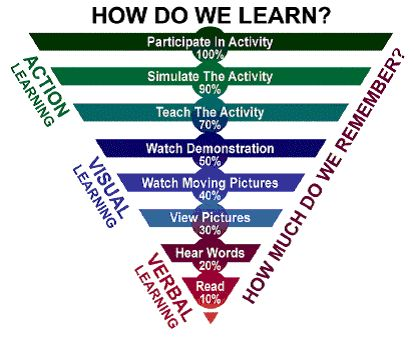 HOW DO WE LEARN?
Participate In Activity
100%
Simulate The Activity
90%
Teach The Activity
70%
Watch Demonstration
50%
Watch Moving Pictures
40%
View Pictures
30%
Hear Words
20%
Read
10%
ACTION
LEARNING
VISUAL
LEARNING
VERBAL
LEARNING
HOW MUCH DO WE REMEMBER?